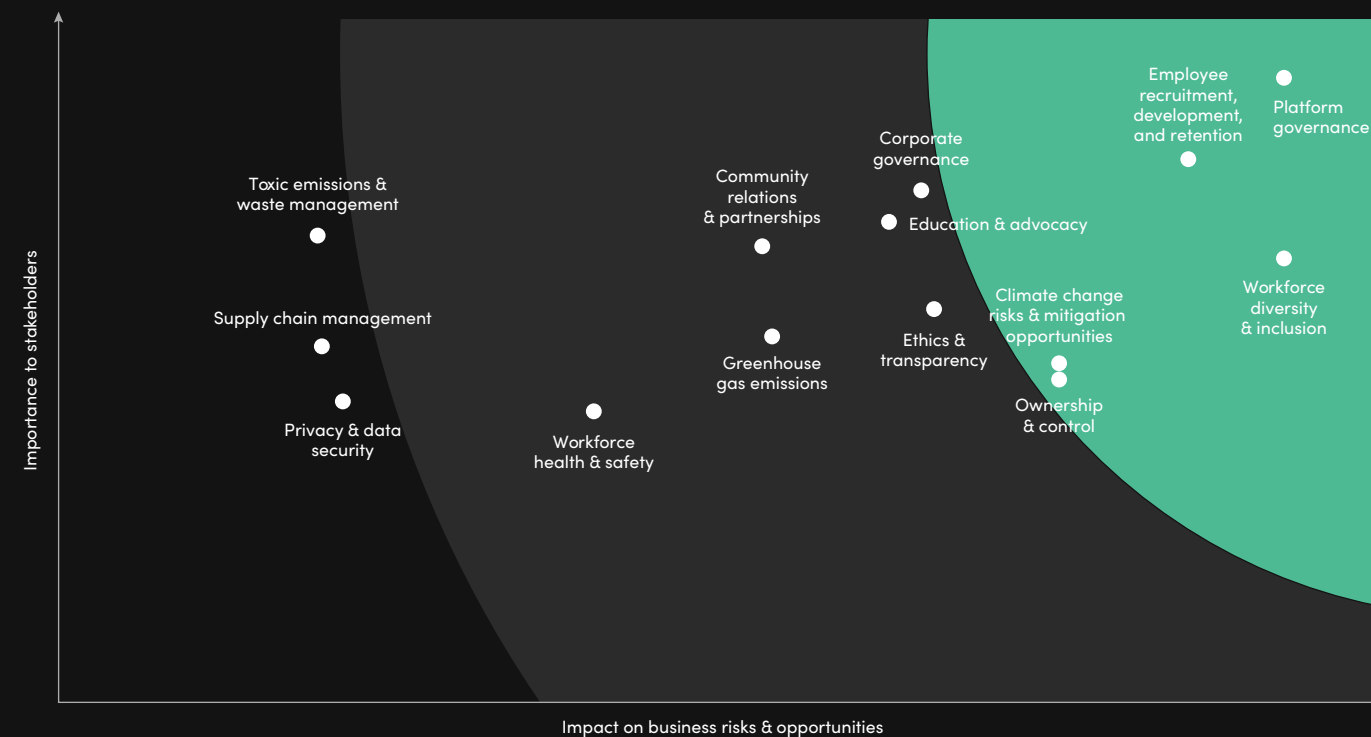 Employee
recruitment,
development,
and retention
Platform
governance
Corporate
governance
Community
relations
& partnerships
Toxic emissions &
waste management
Education & advocacy
Importance to stakeholders
Workforce
diversity
& inclusion
Climate change
risks & mitigation
opportunities
Supply chain management
Ethics &
transparency
Greenhouse
gas emissions
Ownership
& control
Privacy & data
security
Workforce
health & safety
Impact on business risks & opportunities